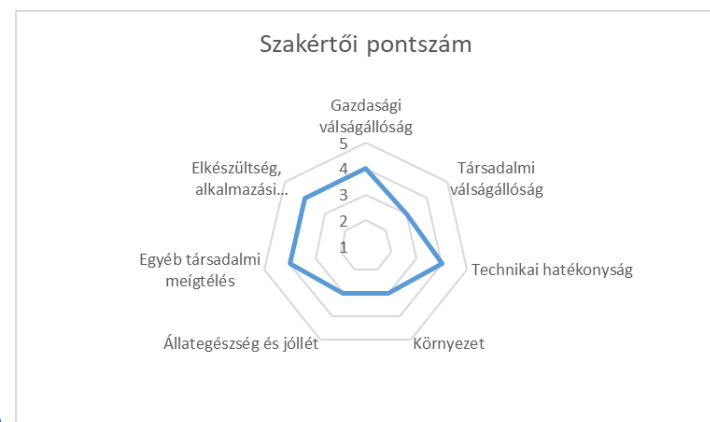 Szakértői pontszám
Gazdasági
válságállóság
Társadalmi
válságállóság
Technikai hatékonyság
Környezet
Állategészség és jóllét
Egyéb társadalmi
meígtélés
Elkészültség,
alkalmazási...
5
4
3
2
1